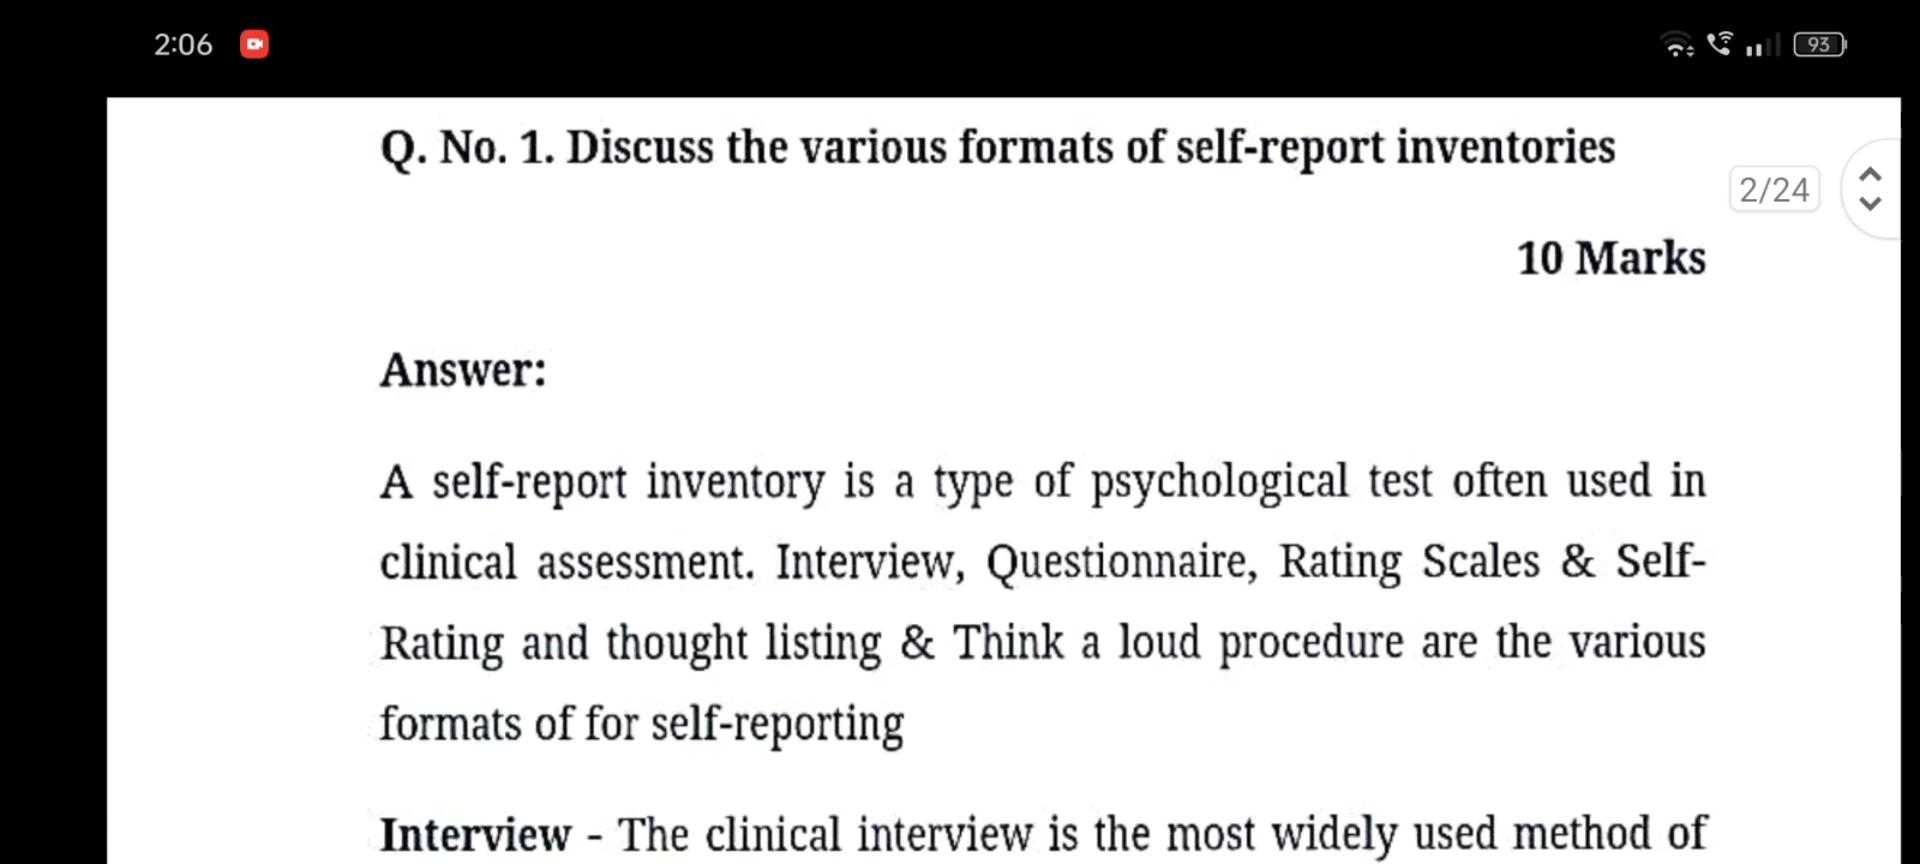 2:06
93
Q. No. 1. Discuss the various formats of self-report inventories
2/24
10 Marks
Answer:
A self-report inventory is a type of psychological test often used in
clinical assessment. Interview, Questionnaire, Rating Scales & Self-
Rating and thought listing & Think a loud procedure are the various
formats of for self-reporting
Interview - The clinical interview is the most widely used method of